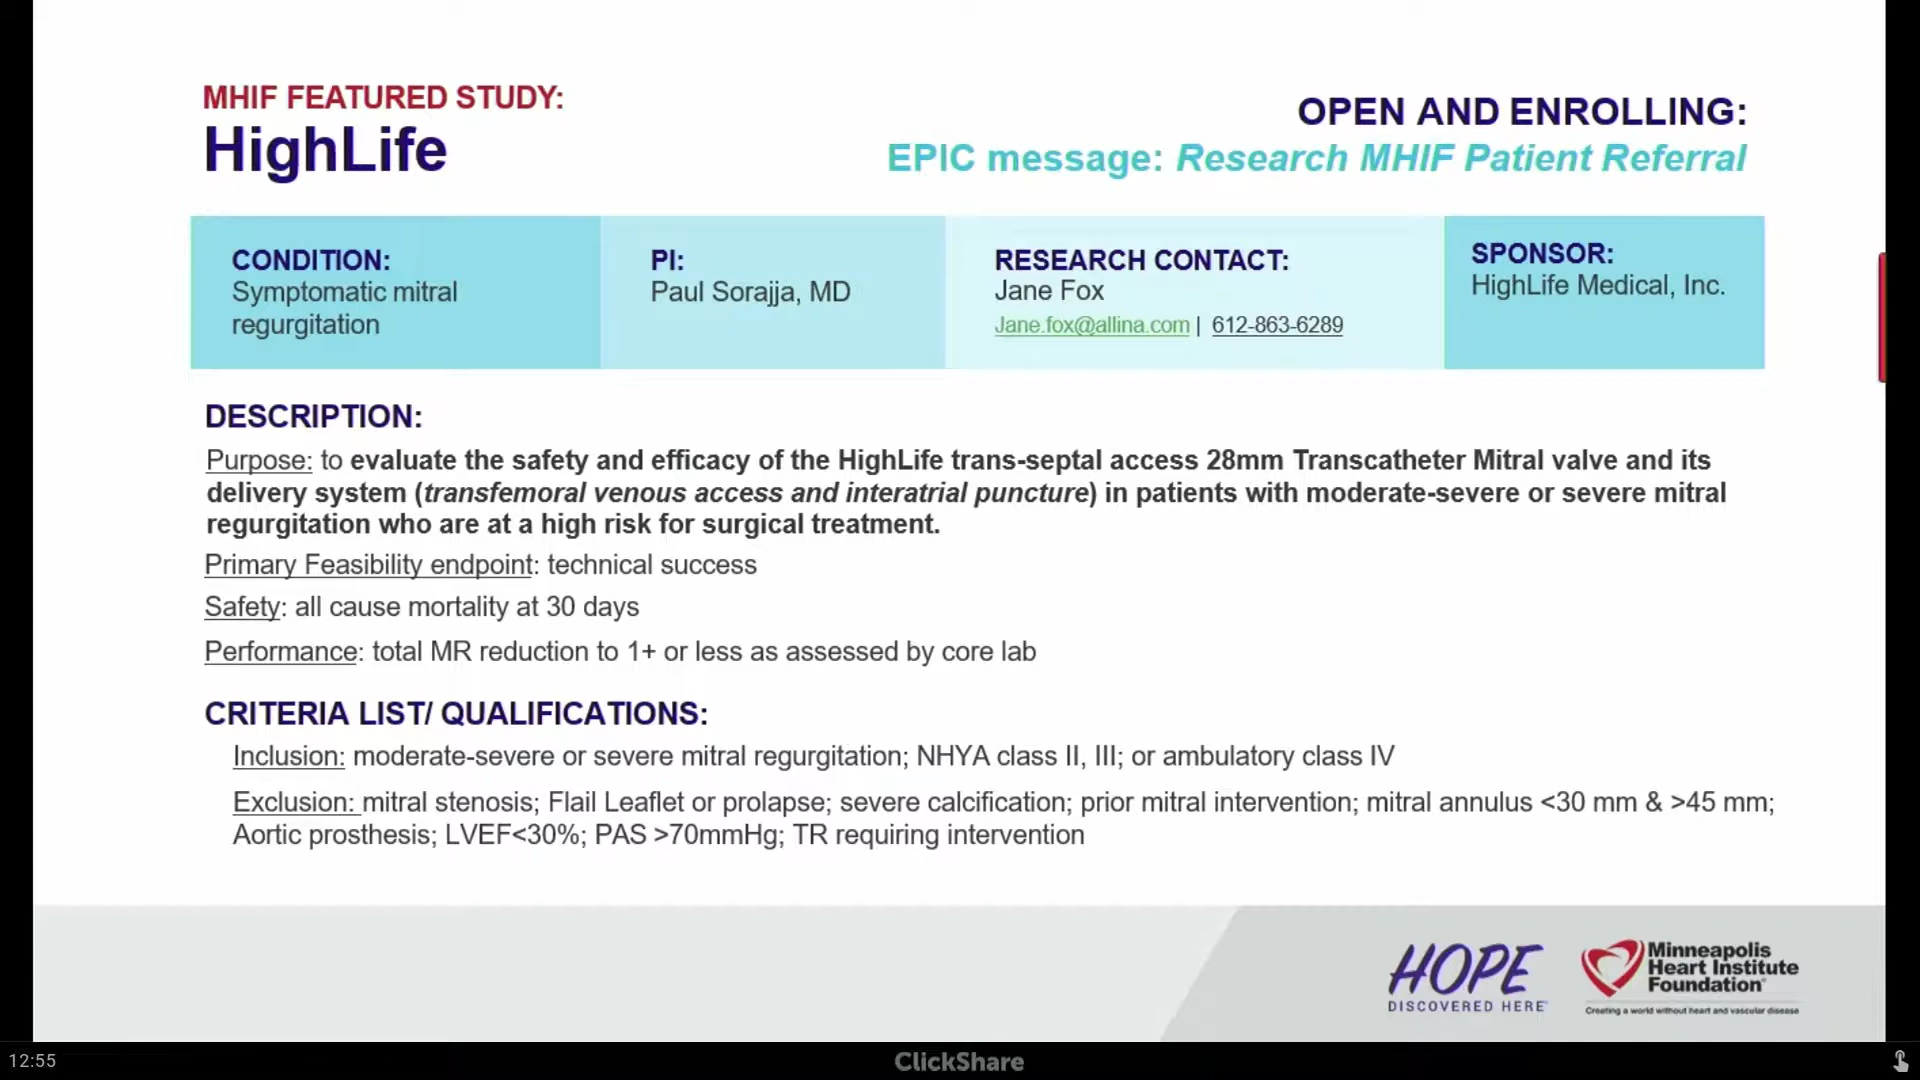 MHIF FEATURED STUDY:
HighLife
OPEN AND ENROLLING:
EPIC message: Research MHIF Patient Referral
CONDITION:
Symptomatic mitral
regurgitation
PI:
Paul Sorajja, MD
RESEARCH CONTACT:
Jane Fox
Jane.fox@allina.com | 612-863-6289
SPONSOR:
HighLife Medical, Inc.
DESCRIPTION:
Purpose: to evaluate the safety and efficacy of the HighLife trans-septal access 28mm Transcatheter Mitral valve and its
delivery system (transfemoral venous access and interatrial puncture) in patients with moderate-severe or severe mitral
regurgitation who are at a high risk for surgical treatment.
Primary Feasibility endpoint: technical success
Safety: all cause mortality at 30 days
Performance: total MR reduction to 1+ or less as assessed by core lab
CRITERIA LIST/ QUALIFICATIONS:
Inclusion: moderate-severe or severe mitral regurgitation; NHYA class II, III; or ambulatory class IV
Exclusion: mitral stenosis; Flail Leaflet or prolapse; severe calcification; prior mitral intervention; mitral annulus <30 mm & >45 mm;
Aortic prosthesis; LVEF<30%; PAS >70mmHg; TR requiring intervention
HOPE
DISCOVERED HERE
Minneapolis
Heart Institute
Foundation
Creating a world without heart and vascular disease
12:55
ClickShare